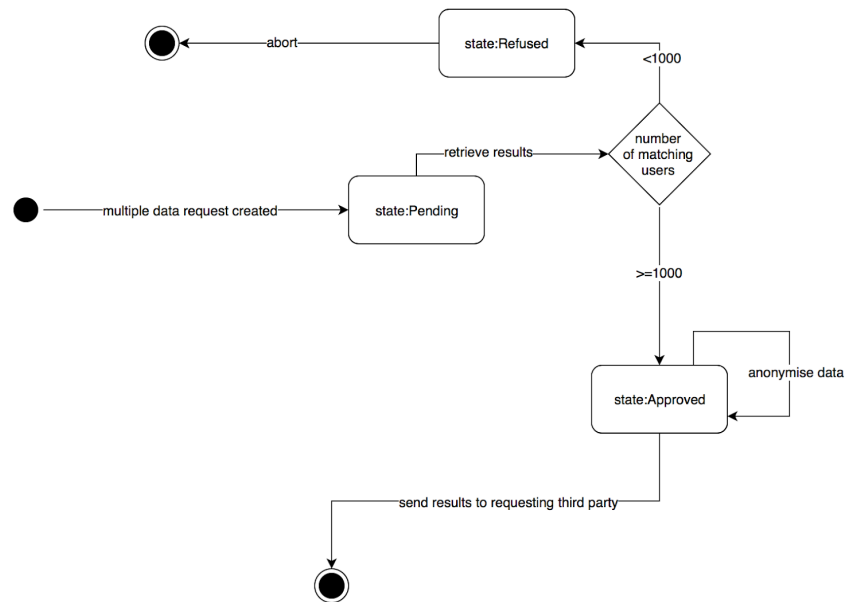 abort
state:Refused
<1000
number
of matching
users
retrieve results
multiple data request created
state:Pending
>=1000
anonymise data
state:Approved
send results to requesting third party